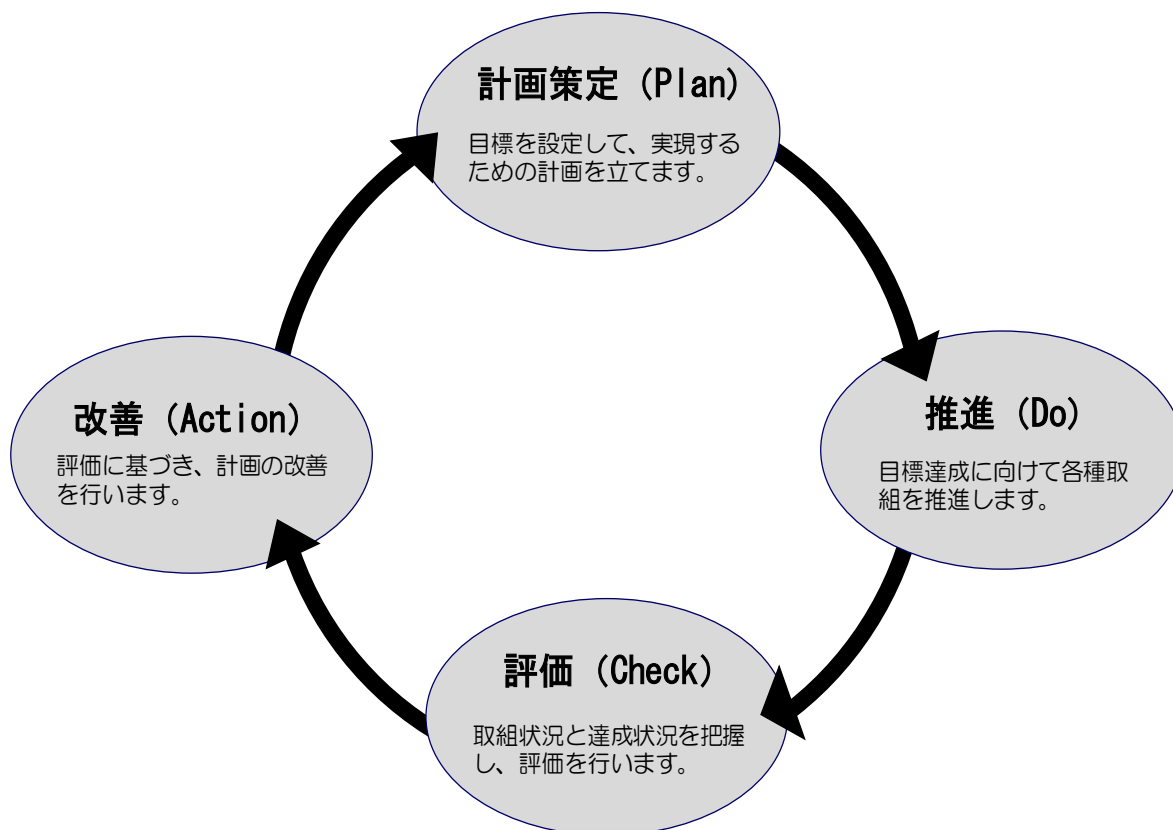 計画策定 (Plan)
目標を設定して、実現する
ための計画を立てます。
改善 (Action)
評価に基づき、計画の改善
を行います。
推進 (Do)
目標達成に向けて各種取
組を推進します。
評価 (Check)
取組状況と達成状況を把握
し、評価を行います。